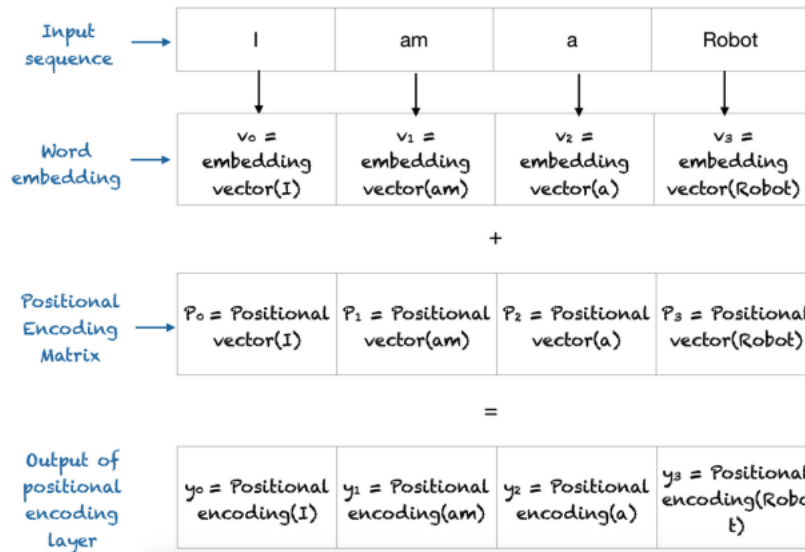 Input
sequence
I
am
a
Robot
Word
embedding
v₀ =
embedding
vector(I)
v₁ =
embedding
vector(am)
v₂ =
embedding
vector(a)
v₃ =
embedding
vector(Robot)
+
Positional
Encoding
Matrix
P₀ = Positional
vector(I)
P₁ = Positional
vector(am)
P₂ = Positional
vector(a)
P₃ = Positional
vector(Robot)
=
Output of
positional
encoding
layer
y₀ = Positional
encoding(I)
y₁ = Positional
encoding(am)
y₂ = Positional
encoding(a)
y₃ = Positional
encoding(Robo
t)